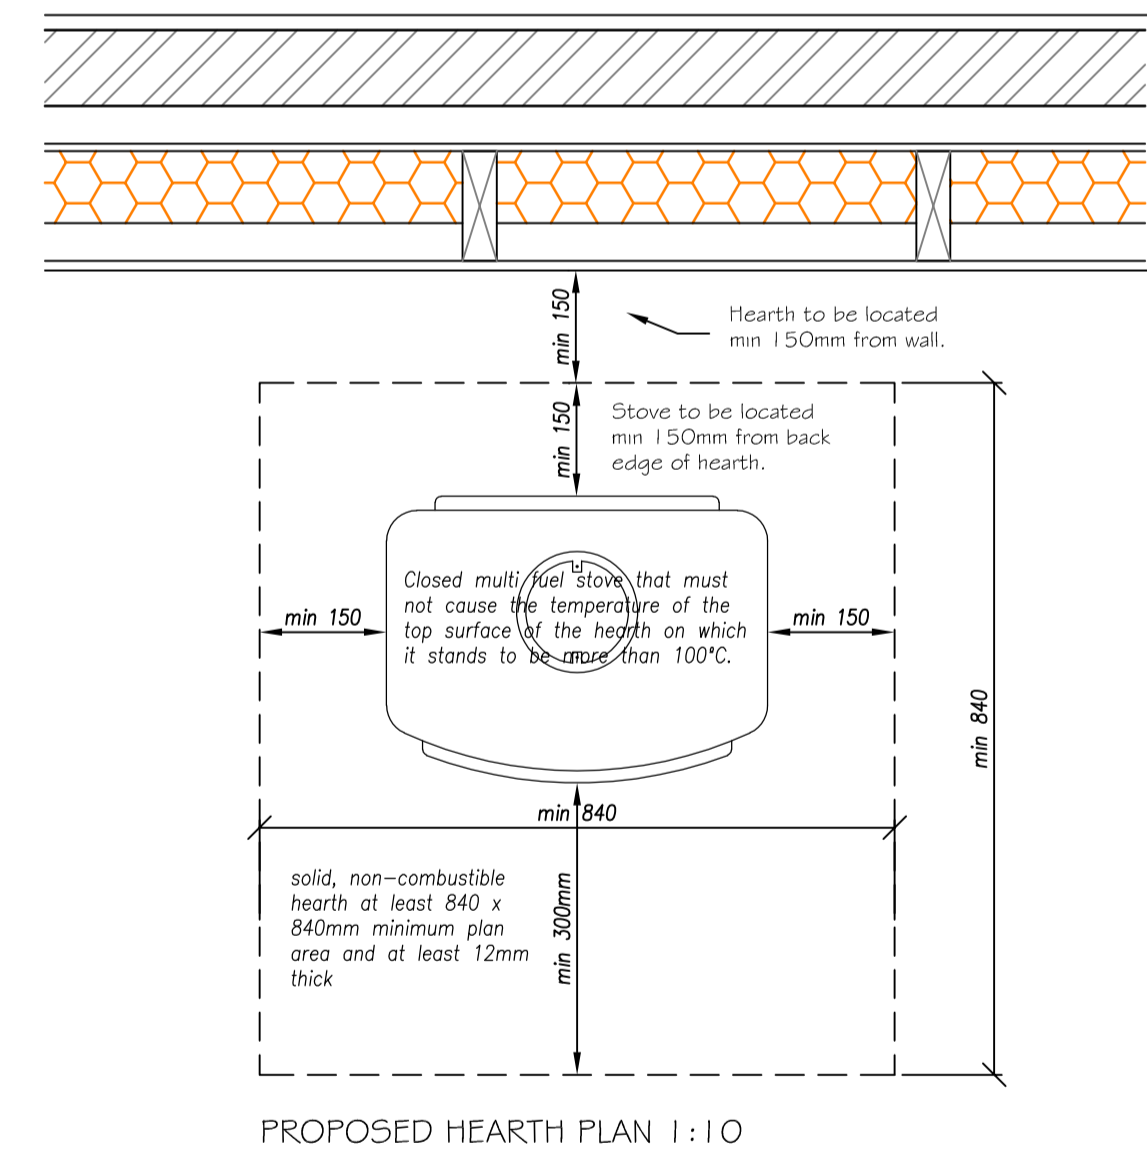 min 150
Hearth to be located
min 150mm from wall.
min 150
Stove to be located
min 150mm from back
edge of hearth.
Closed multi fuel stove that must
not cause the temperature of the
top surface of the hearth on which
it stands to be more than 100°C.
min 150
min 150
min 840
min 840
solid, non-combustible
hearth at least 840 x
840mm minimum plan
area and at least 12mm
thick
min 300mm
PROPOSED HEARTH PLAN 1:10